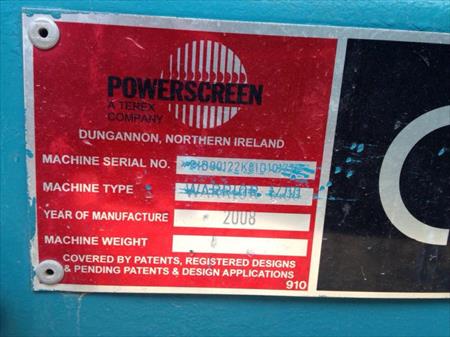 POWERSCREEN
A TEREX
COMPANY
DUNGANNON, NORTHERN IRELAND
MACHINE SERIAL NO.
MACHINE TYPE WARRIOR
YEAR OF MANUFACTURE 2008
MACHINE WEIGHT
COVERED BY PATENTS, REGISTERED DESIGNS
& PENDING PATENTS & DESIGN APPLICATIONS
910